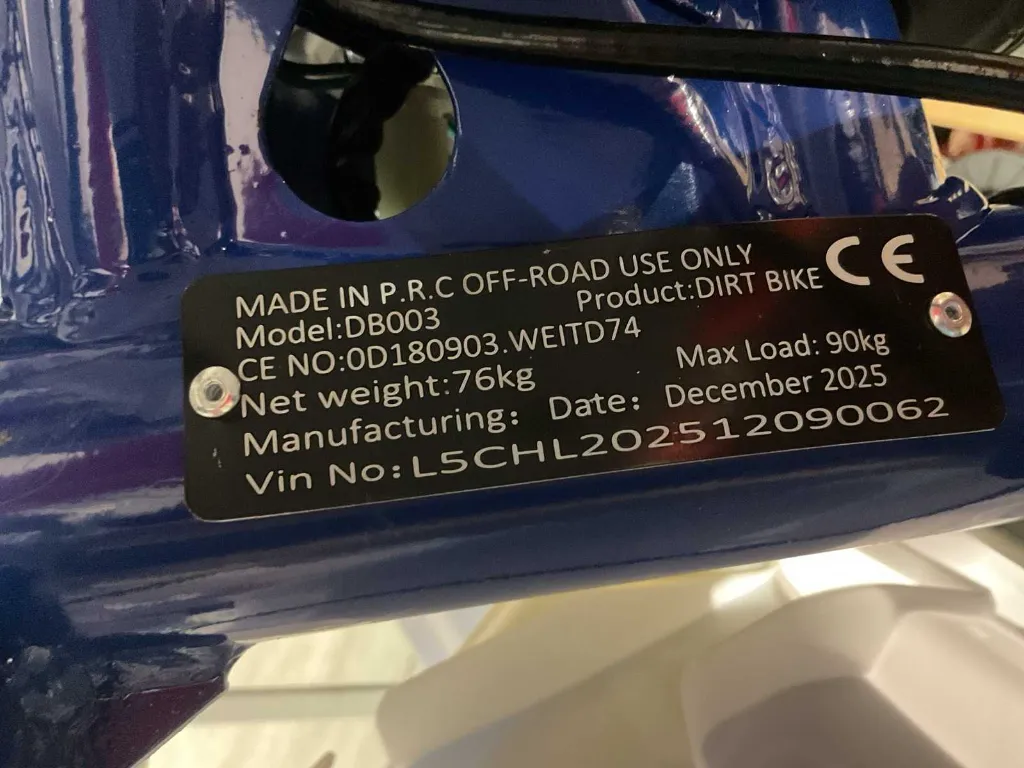 MADE IN P.R.C OFF-ROAD USE ONLY CE
Model:DB003 Product:DIRT BIKE
CE NO:0D180903.WEITD74
Net weight:76kg Max Load: 90kg
Manufacturing: Date: December 2025
Vin No:L5CHL202512090062